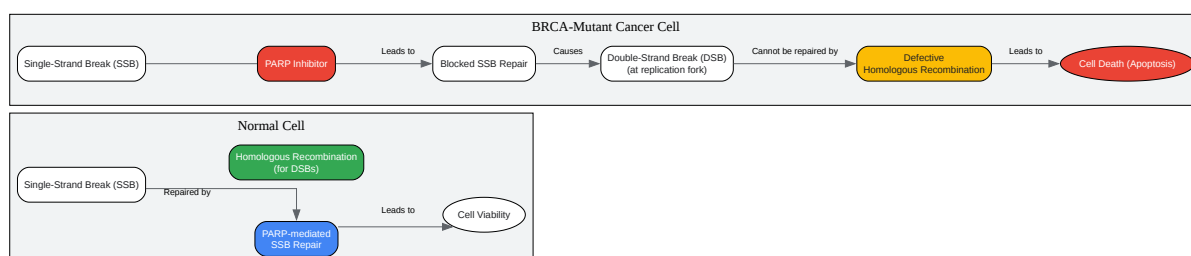 BRCA-Mutant Cancer Cell
Single-Strand Break (SSB)
PARP Inhibitor
Leads to
Blocked SSB Repair
Causes
Double-Strand Break (DSB)
(at replication fork)
Cannot be repaired by
Defective
Homologous Recombination
Leads to
Cell Death (Apoptosis)
Normal Cell
Homologous Recombination
(for DSBs)
Single-Strand Break (SSB)
Repaired by
PARP-mediated
SSB Repair
Leads to
Cell Viability